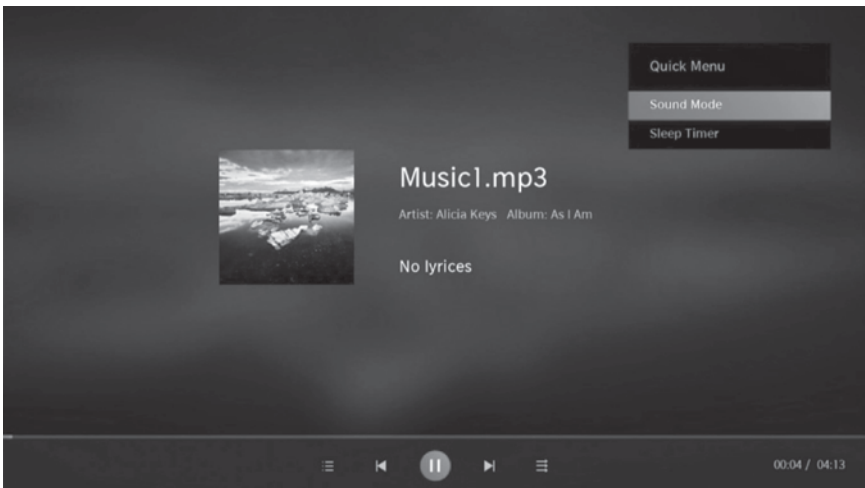 Quick Menu
Sound Mode
Sleep Timer
Music1.mp3
Artist: Alicia Keys Album: As I Am
No lyrices
00:04 / 04:13